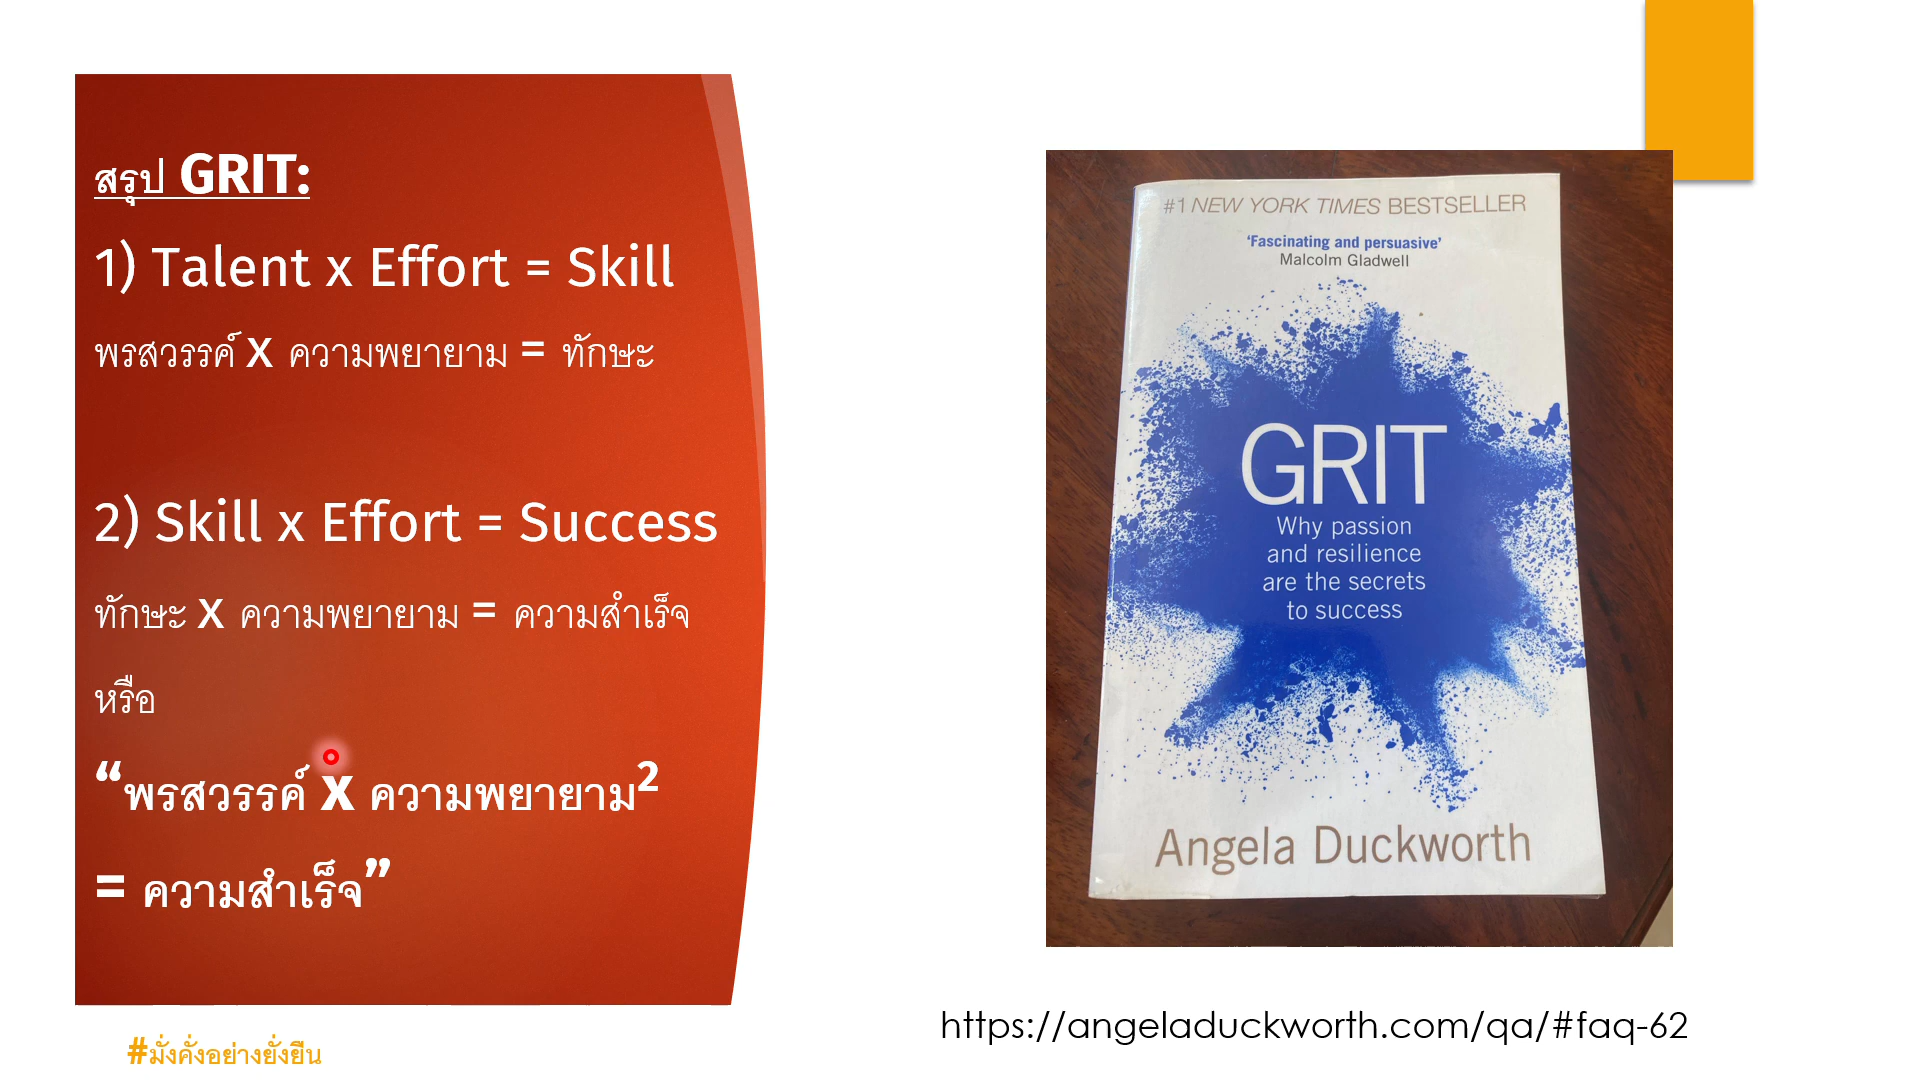 สรุป GRIT:
1) Talent x Effort = Skill
พรสวรรค์ x ความพยายาม = ทักษะ
2) Skill x Effort = Success
ทักษะ x ความพยายาม = ความสำเร็จ
หรือ
“พรสวรรค์ x ความพยายาม²
= ความสำเร็จ”
#มั่งคั่งอย่างยั่งยืน
#1 NEW YORK TIMES BESTSELLER
‘Fascinating and persuasive’
Malcolm Gladwell
GRIT
Why passion
and resilience
are the secrets
to success
Angela Duckworth
https://angeladuckworth.com/qa/#faq-62